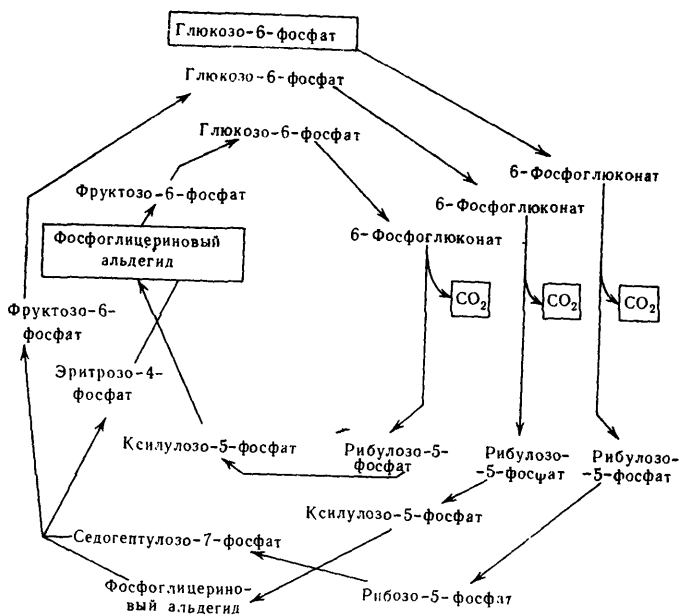 Глюкозо-6-фосфат
Глюкозо-6-фосфат
Глюкозо-6-фосфат
6-Фосфоглюконат
Фруктозо-6-фосфат
6-Фосфоглюконат
6-Фосфоглюконат
Фосфоглицериновый
альдегид
CO₂
CO₂
CO₂
Фруктозо-6-
фосфат
Эритрозо-4-
фосфат
Ксилулозо-5-фосфат
Рибулозо-5-
фосфат
Рибулозо-
-5-фосфат
Рибулозо-
-5-фосфат
Ксилулозо-5-фосфат
Седогептулозо-7-фосфат
Фосфоглицерино-
вый альдегид
Рибозо-5-фосфат